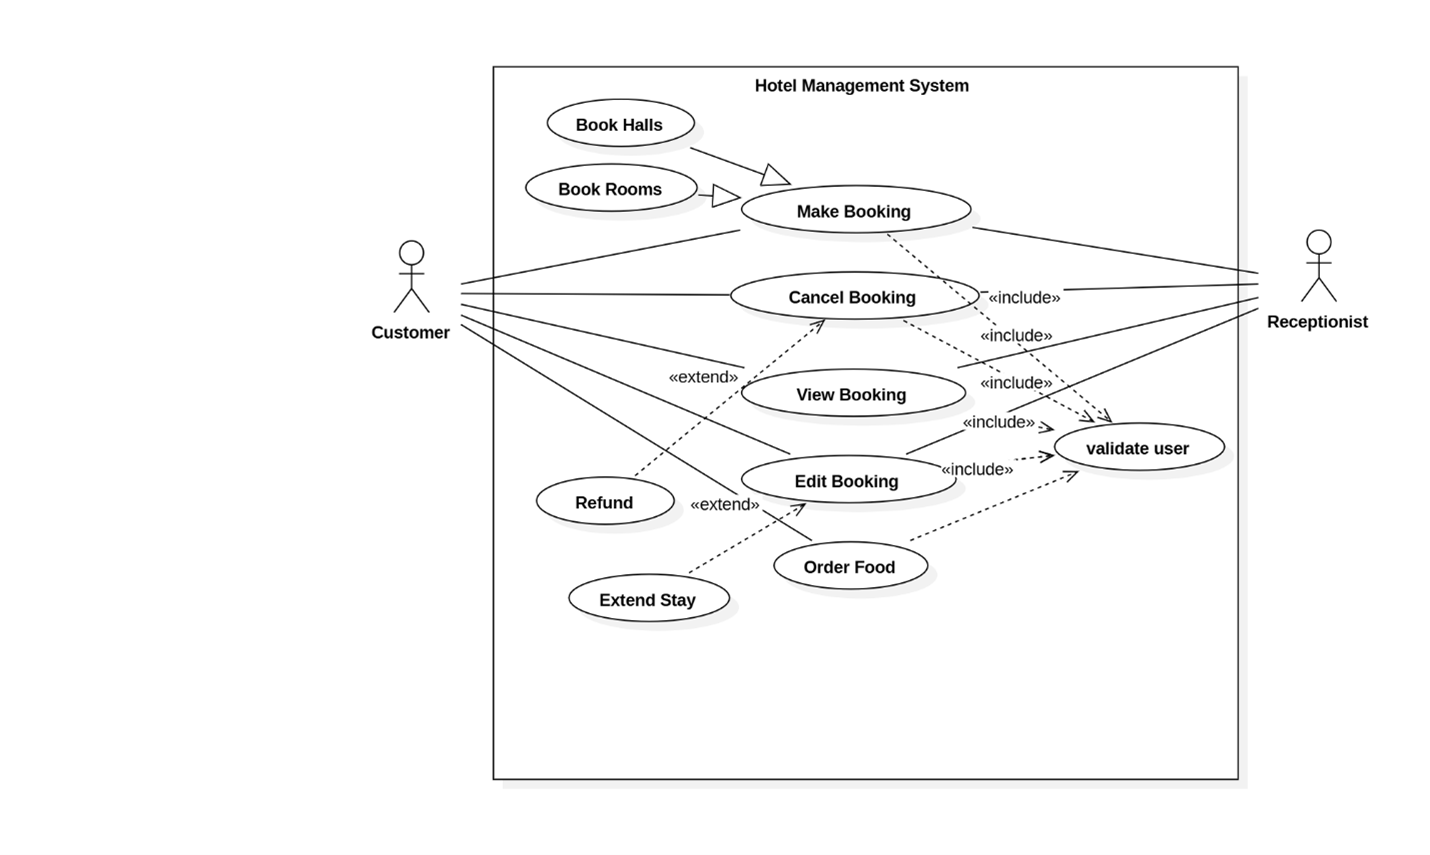 Hotel Management System
Book Halls
Book Rooms
Make Booking
Cancel Booking
«include»
Customer
Receptionist
«include»
«extend»
«include»
View Booking
«include»
validate user
«include»
Edit Booking
Refund
«extend»
Order Food
Extend Stay